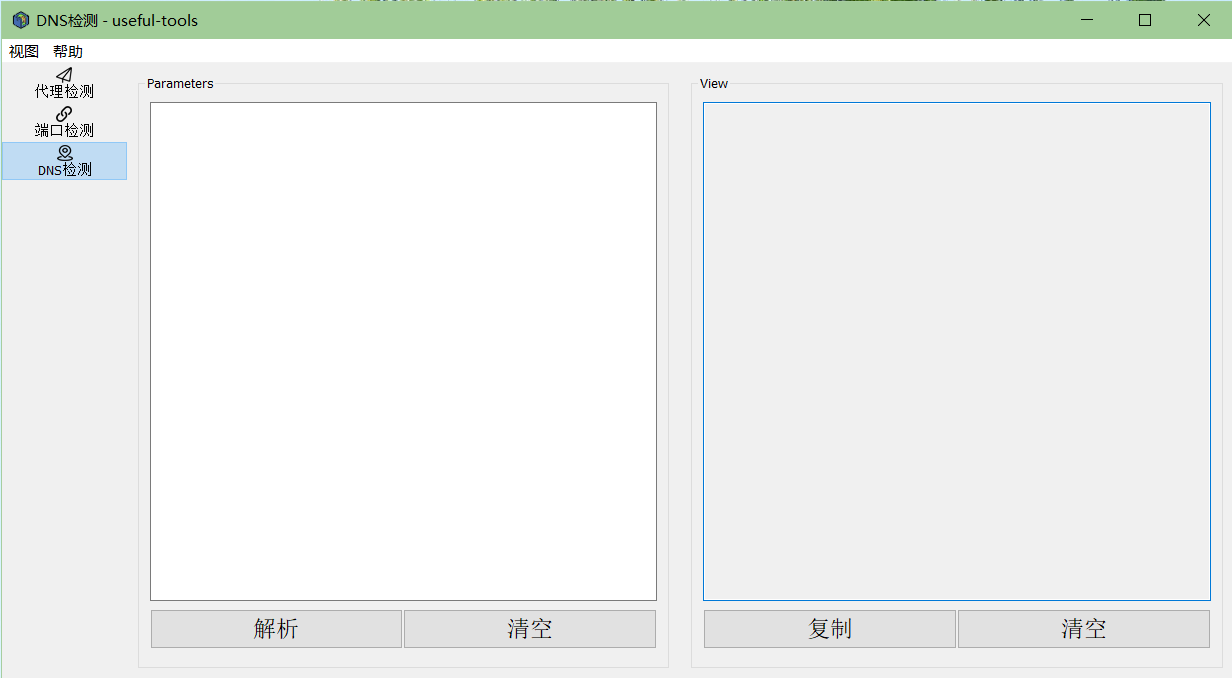 DNS检测 - useful-tools
视图 帮助
代理检测
端口检测
DNS检测
Parameters
解析 清空
View
复制 清空